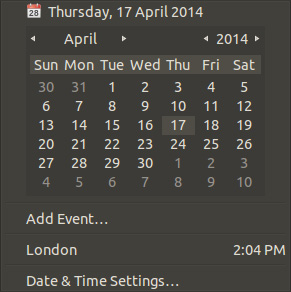 28 Thursday, 17 April 2014
April 2014
Sun Mon Tue Wed Thu Fri Sat
30 31 1 2 3 4 5
6 7 8 9 10 11 12
13 14 15 16 17 18 19
20 21 22 23 24 25 26
27 28 29 30 1 2 3
4 5 6 7 8 9 10
Add Event…
London 2:04 PM
Date & Time Settings…